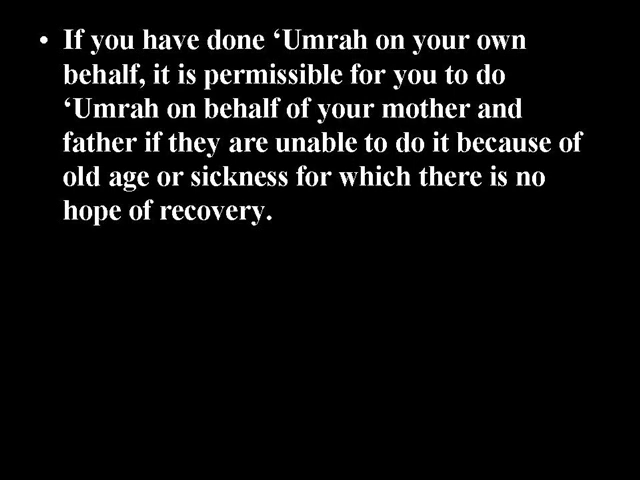 • If you have done ‘Umrah on your own
behalf, it is permissible for you to do
‘Umrah on behalf of your mother and
father if they are unable to do it because of
old age or sickness for which there is no
hope of recovery.